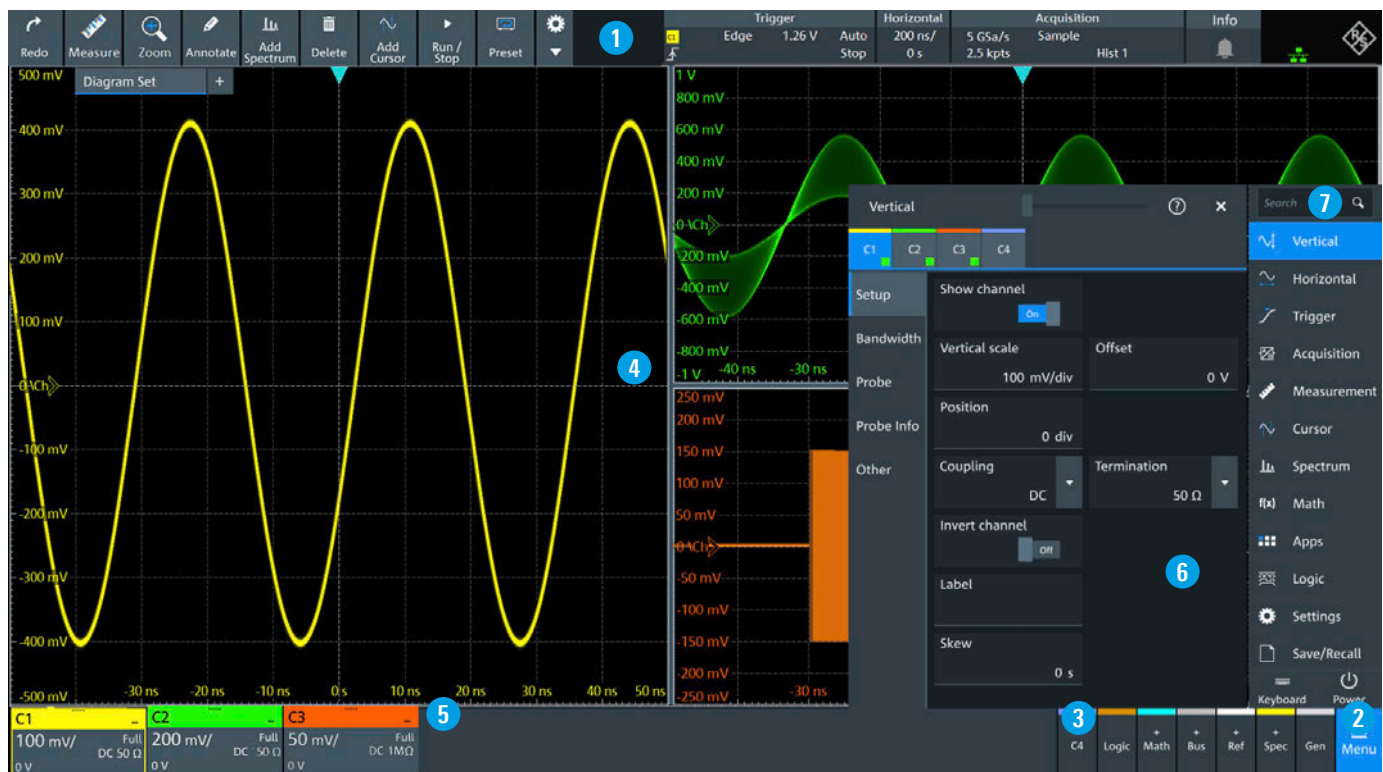 Redo
Measure
Zoom
Annotate
Add Spectrum
Delete
Add Cursor
Run / Stop
Preset
1
C1
Trigger
Edge 1.26 V Auto
Stop
Horizontal
200 ns/
0 s
Acquisition
5 GSa/s Sample
2.5 kpts Hist 1
Info
R&S
Diagram Set +
500 mV
400 mV
300 mV
200 mV
100 mV
0 V
C1
-100 mV
-200 mV
-300 mV
-400 mV
-500 mV
-30 ns -20 ns -10 ns 0 s 10 ns 20 ns 30 ns 40 ns 50 ns
1 V
800 mV
600 mV
400 mV
200 mV
0 V
-200 mV
-400 mV
-600 mV
-800 mV
-1 V
-40 ns -30 ns
4
250 mV
200 mV
150 mV
100 mV
50 mV
0 V
-50 mV
-100 mV
-150 mV
-200 mV
-250 mV
-30 ns
Vertical ? ×
C1 C2 C3 C4
Setup
Bandwidth
Probe
Probe Info
Other
Show channel
On
Vertical scale
100 mV/div
Offset
0 V
Position
0 div
Coupling
DC
Termination
50 Ω
Invert channel
Off
Label
Skew
0 s
6
Search
7
Vertical
Horizontal
Trigger
Acquisition
Measurement
Cursor
Spectrum
f(x) Math
Apps
Logic
Settings
Save/Recall
Keyboard
Power
C1
100 mV/ Full
DC 50 Ω
0 V
C2
200 mV/ Full
DC 50 Ω
0 V
C3
50 mV/ Full
DC 1MΩ
0 V
5
3
C4
Logic
+ Math
+ Bus
+ Ref
+ Spec
Gen
2
Menu